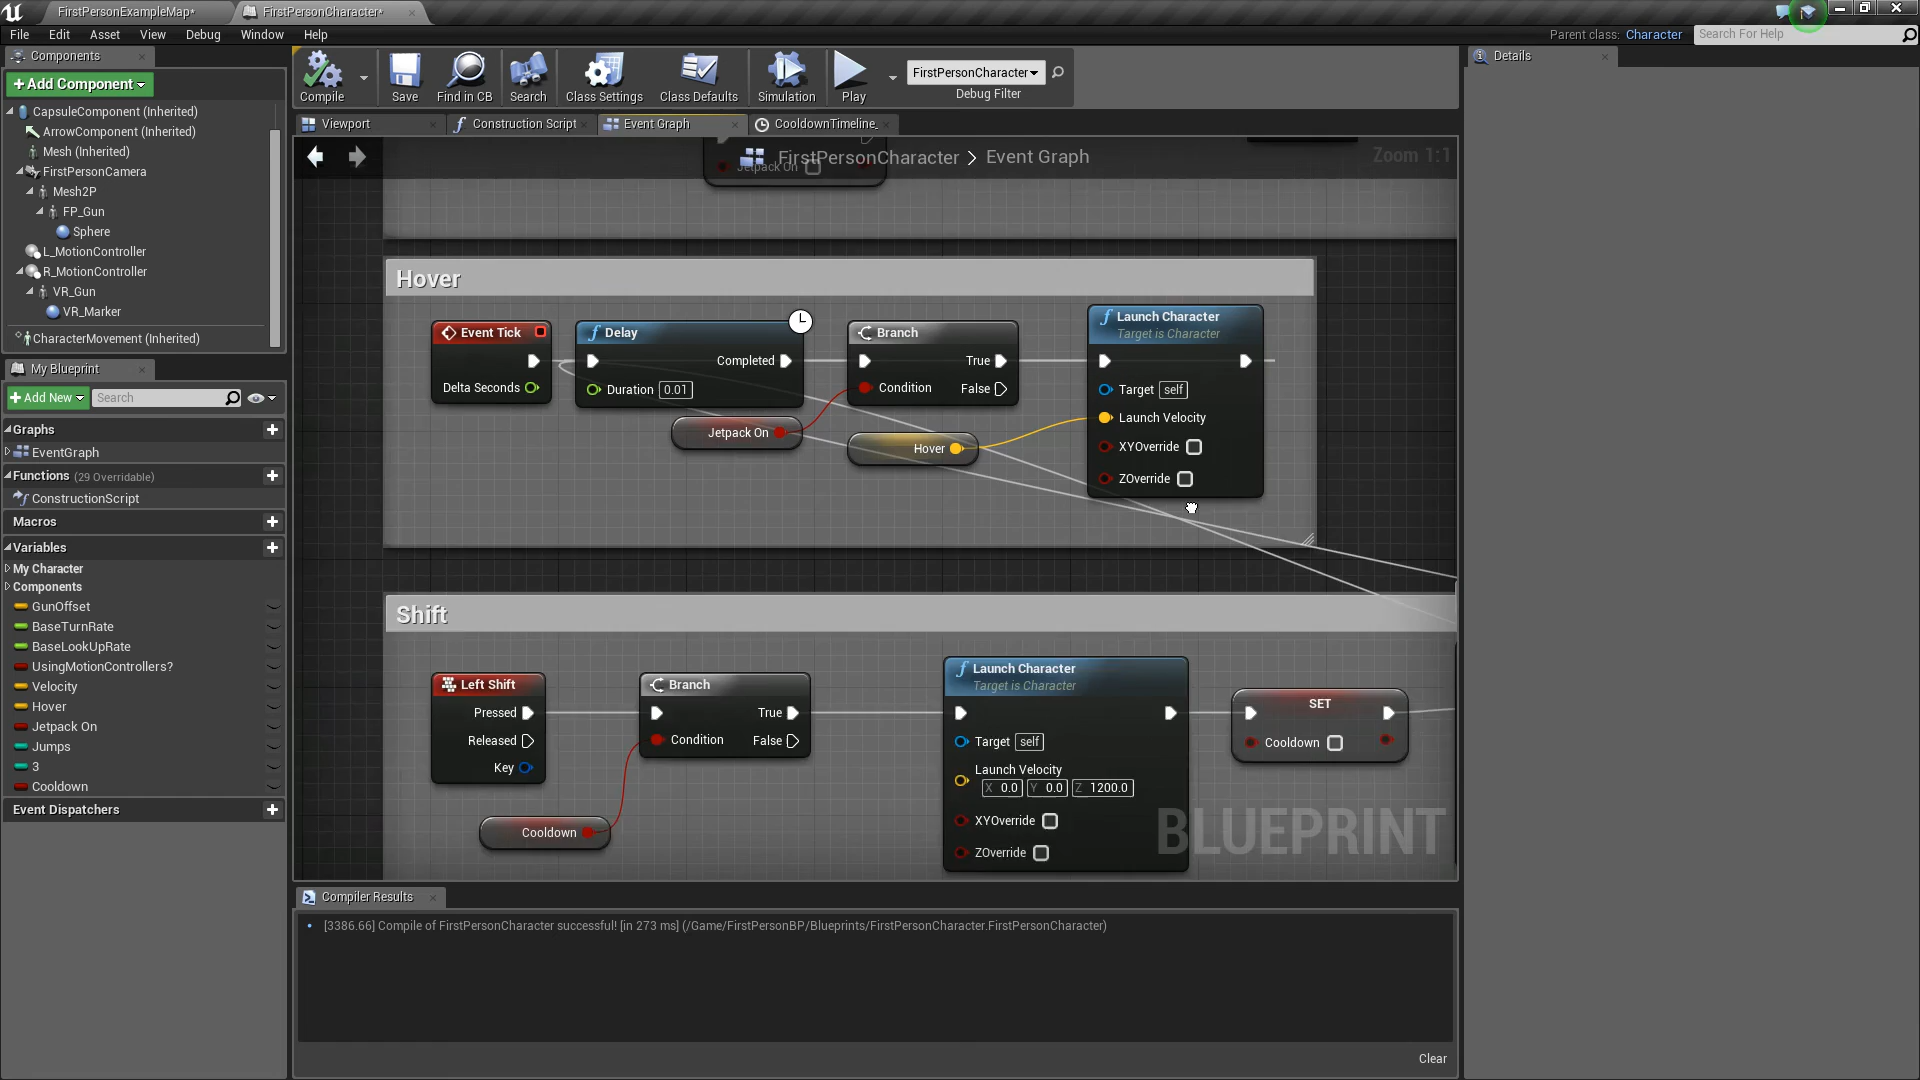 FirstPersonExampleMap*
FirstPersonCharacter*
File Edit Asset View Debug Window Help
Parent class: Character
Search For Help
Components
+Add Component
CapsuleComponent (Inherited)
ArrowComponent (Inherited)
Mesh (Inherited)
FirstPersonCamera
Mesh2P
FP_Gun
Sphere
L_MotionController
R_MotionController
VR_Gun
VR_Marker
CharacterMovement (Inherited)
My Blueprint
+Add New
Search
Graphs
EventGraph
Functions (29 Overridable)
ConstructionScript
Macros
Variables
My Character
Components
GunOffset
BaseTurnRate
BaseLookUpRate
UsingMotionControllers?
Velocity
Hover
Jetpack On
Jumps
3
Cooldown
Event Dispatchers
Compile
Save
Find in CB
Search
Class Settings
Class Defaults
Simulation
Play
FirstPersonCharacter
Debug Filter
Viewport
Construction Script
Event Graph
CooldownTimeline_
FirstPersonCharacter > Event Graph
Zoom 1:1
Jetpack On
Hover
Event Tick
Delta Seconds
Delay
Completed
Duration 0.01
Jetpack On
Branch
True
Condition
False
Hover
Launch Character
Target is Character
Target self
Launch Velocity
XYOverride
ZOverride
Shift
Left Shift
Pressed
Released
Key
Branch
True
Condition
False
Cooldown
Launch Character
Target is Character
Target self
Launch Velocity
X 0.0 Y 0.0 Z 1200.0
XYOverride
ZOverride
SET
Cooldown
BLUEPRINT
Compiler Results
[3386.66] Compile of FirstPersonCharacter successful! [in 273 ms] (/Game/FirstPersonBP/Blueprints/FirstPersonCharacter.FirstPersonCharacter)
Clear
Details